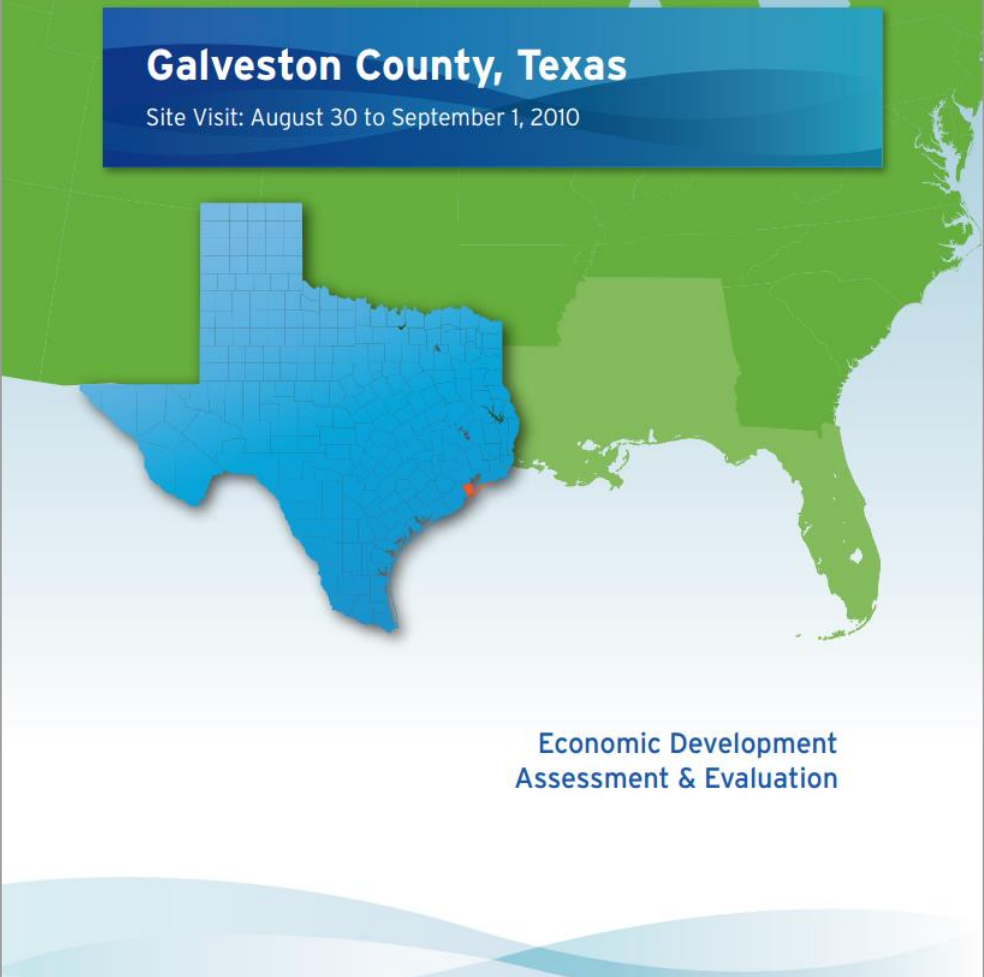 Galveston County, Texas
Site Visit: August 30 to September 1, 2010
Economic Development
Assessment & Evaluation